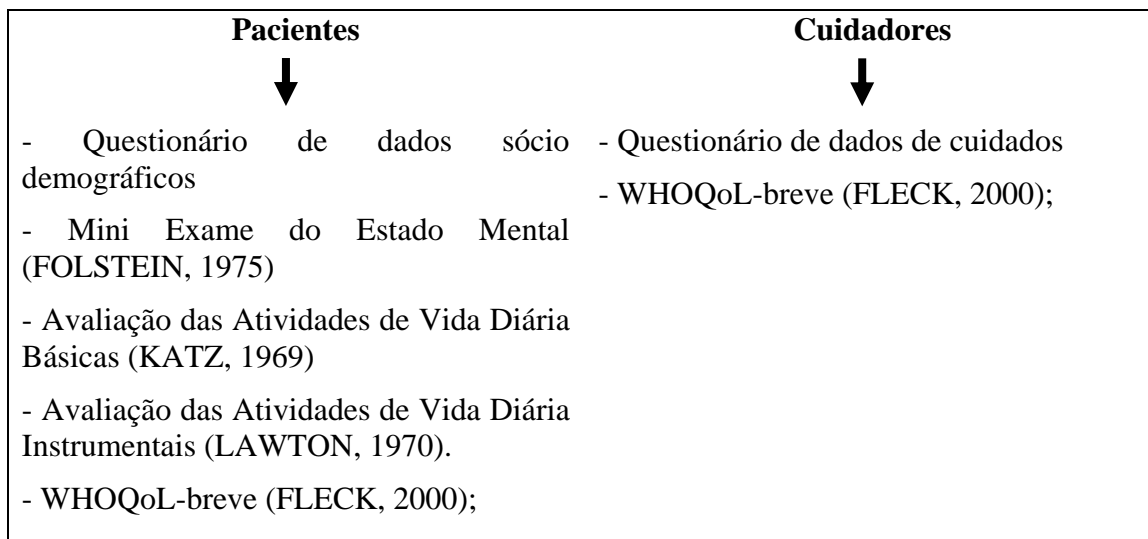 Pacientes
- Questionário de dados sócio
demográficos
- Mini Exame do Estado Mental
(FOLSTEIN, 1975)
- Avaliação das Atividades de Vida Diária
Básicas (KATZ, 1969)
- Avaliação das Atividades de Vida Diária
Instrumentais (LAWTON, 1970).
- WHOQoL-breve (FLECK, 2000);
Cuidadores
- Questionário de dados de cuidados
- WHOQoL-breve (FLECK, 2000);